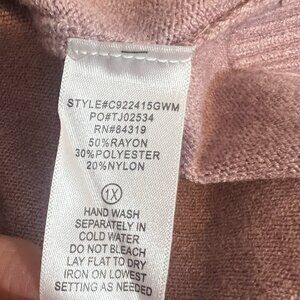 STYLE#C922415GWM
PO#TJ02534
RN#84319
50%RAYON
30%POLYESTER
20%NYLON
1X
HAND WASH
SEPARATELY IN
COLD WATER
DO NOT BLEACH
LAY FLAT TO DRY
IRON ON LOWEST
SETTING AS NEEDED